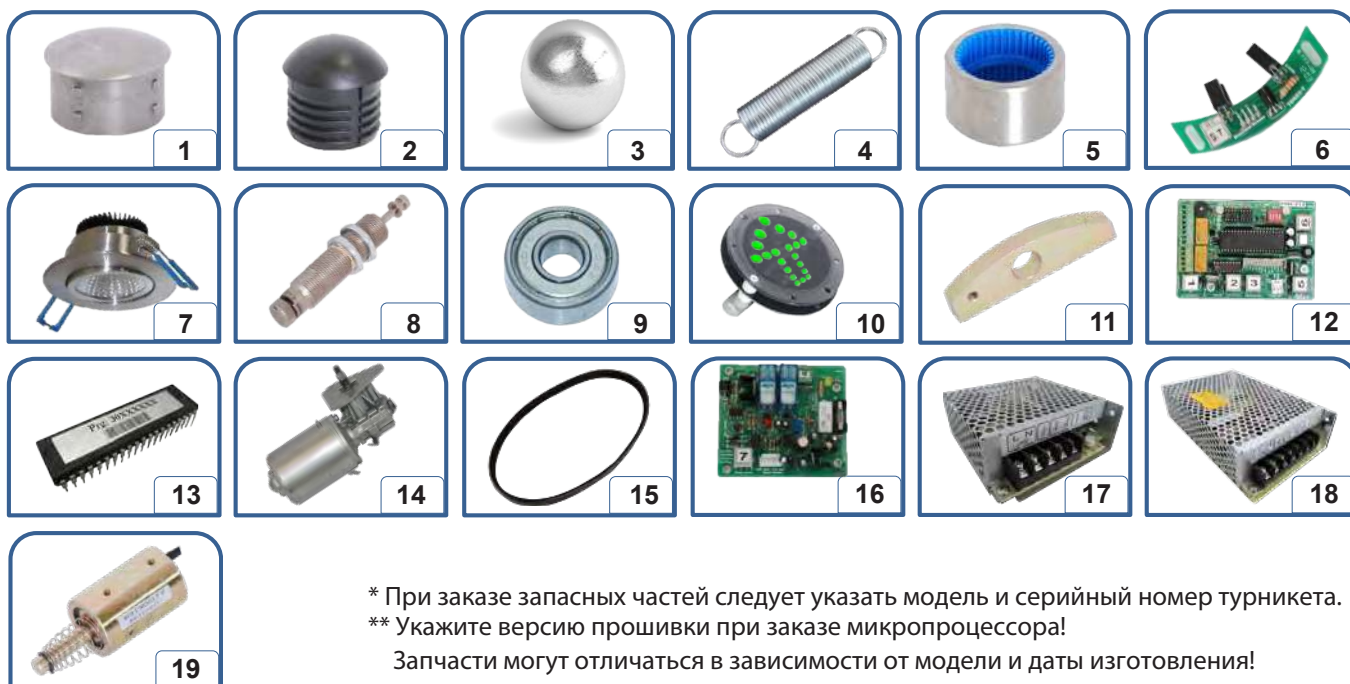 1 2 3 4 5 6
7 8 9 10 11 12
13 14 15 16 17 18
19
* При заказе запасных частей следует указать модель и серийный номер турникета.
** Укажите версию прошивки при заказе микропроцессора!
Запчасти могут отличаться в зависимости от модели и даты изготовления!